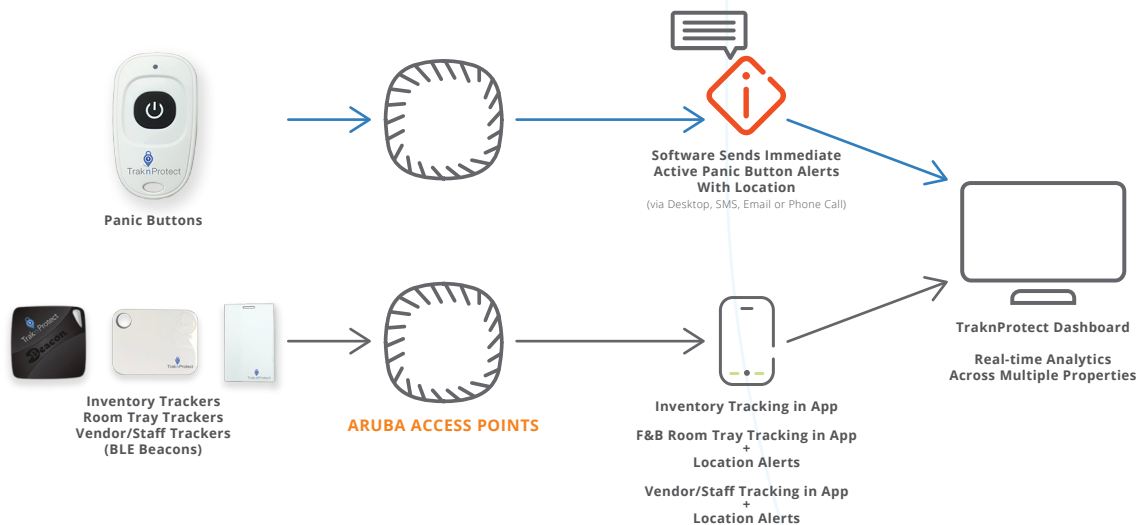 TraknProtect
Panic Buttons
Software Sends Immediate
Active Panic Button Alerts
With Location
(via Desktop, SMS, Email or Phone Call)
TraknProtect
Beacon
TraknProtect
TraknProtect
Inventory Trackers
Room Tray Trackers
Vendor/Staff Trackers
(BLE Beacons)
ARUBA ACCESS POINTS
Inventory Tracking in App
F&B Room Tray Tracking in App
+
Location Alerts
Vendor/Staff Tracking in App
+
Location Alerts
TraknProtect Dashboard
Real-time Analytics
Across Multiple Properties